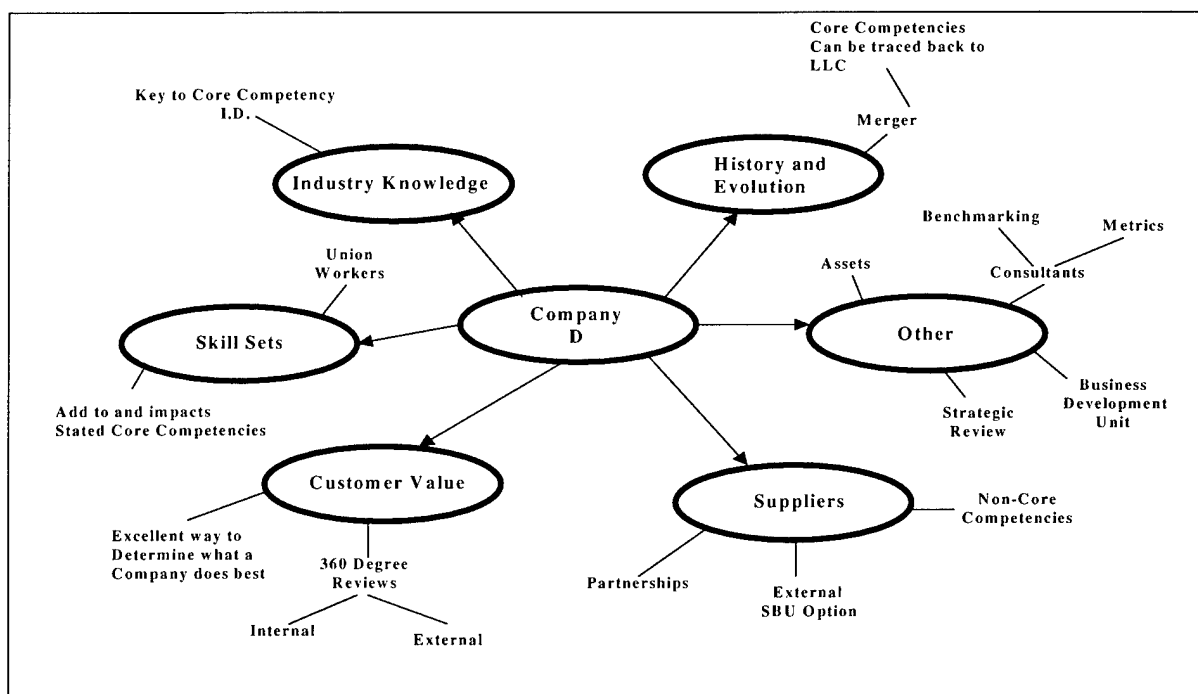 Core Competencies
Can be traced back to
LLC
Key to Core Competency
I.D.
Merger
History and
Evolution
Industry Knowledge
Benchmarking
Metrics
Union
Workers
Assets
Consultants
Company
D
Skill Sets
Other
Add to and impacts
Stated Core Competencies
Strategic
Review
Business
Development
Unit
Customer Value
Suppliers
Non-Core
Competencies
Excellent way to
Determine what a
Company does best
360 Degree
Reviews
Partnerships
External
SBU Option
Internal
External